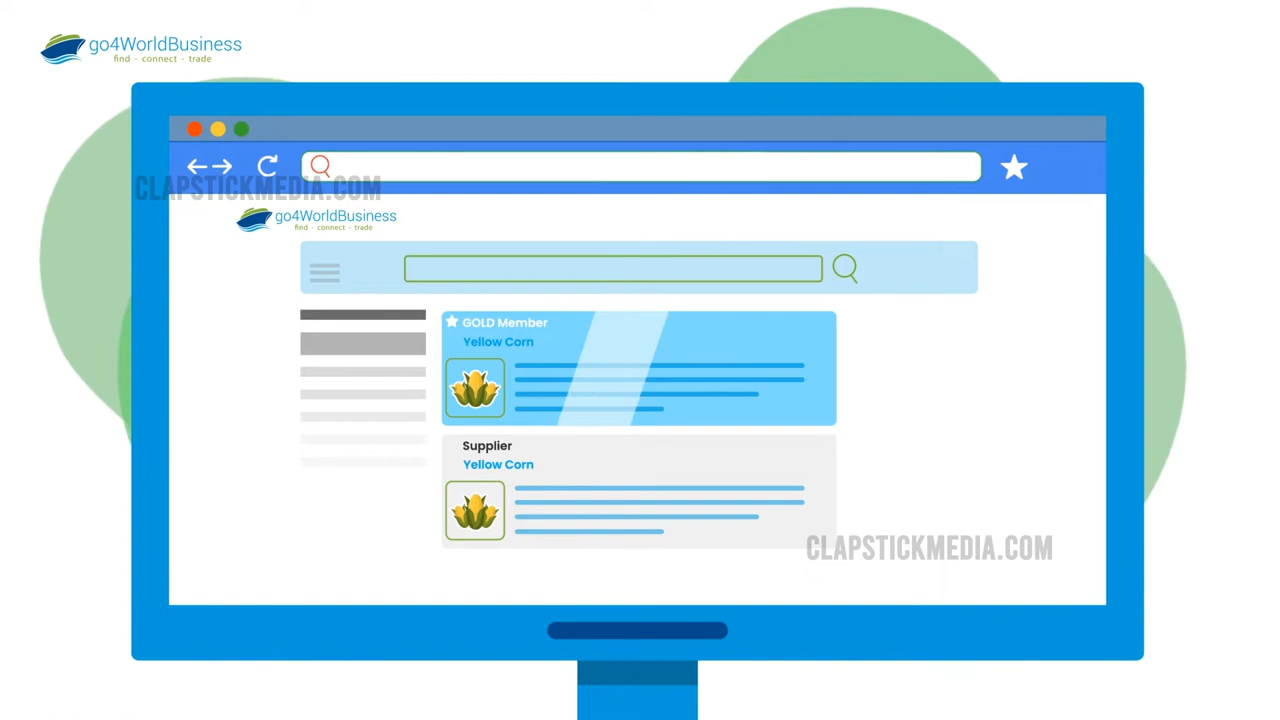 go4WorldBusiness
find - connect - trade
CLAPSTICKMEDIA.COM
go4WorldBusiness
find - connect - trade
GOLD Member
Yellow Corn
Supplier
Yellow Corn
CLAPSTICKMEDIA.COM